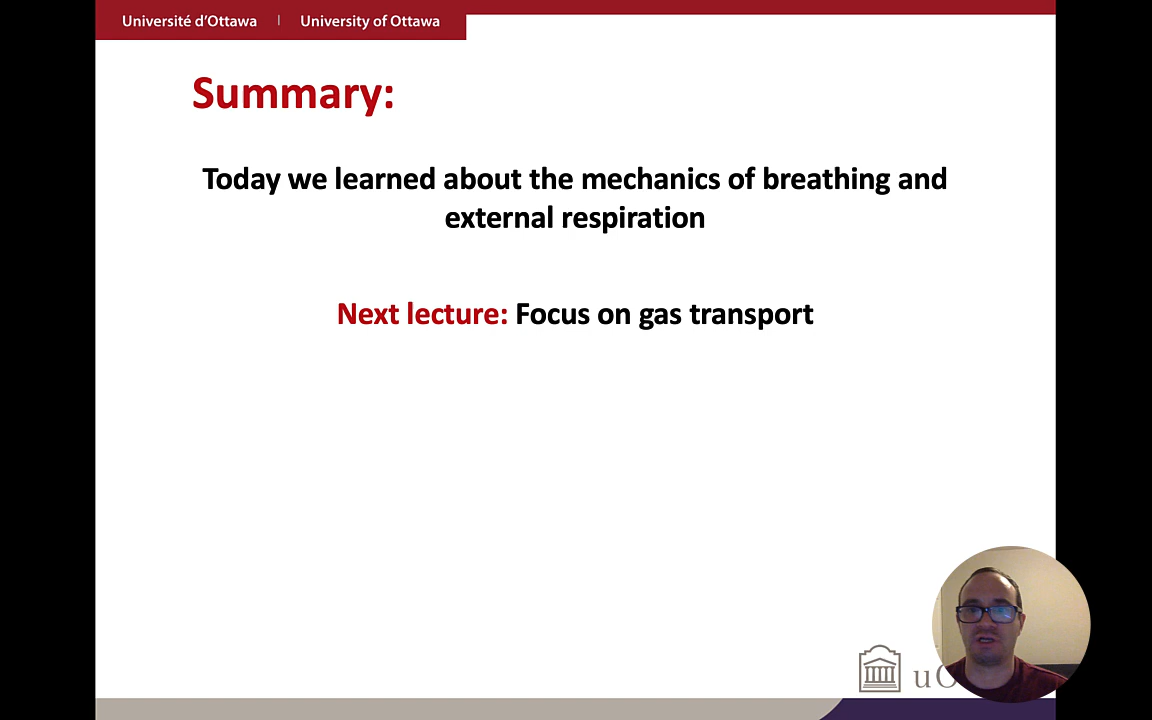 Université d'Ottawa | University of Ottawa
Summary:
Today we learned about the mechanics of breathing and
external respiration
Next lecture: Focus on gas transport